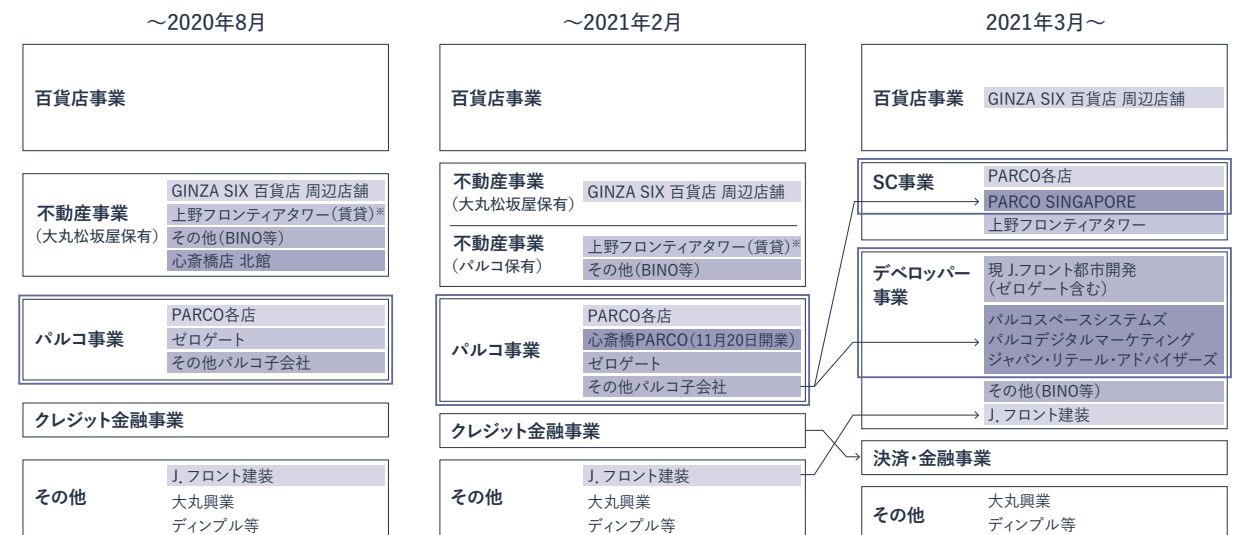 ～2020年8月
百貨店事業
不動産事業
（大丸松坂屋保有）
GINZA SIX 百貨店 周辺店舗
上野フロンティアタワー（賃貸）※
その他（BINO等）
心斎橋店 北館
パルコ事業
PARCO各店
ゼロゲート
その他パルコ子会社
クレジット金融事業
その他
J. フロント建装
大丸興業
ディンプル等
～2021年2月
百貨店事業
不動産事業
（大丸松坂屋保有）
GINZA SIX 百貨店 周辺店舗
不動産事業
（パルコ保有）
上野フロンティアタワー（賃貸）※
その他（BINO等）
パルコ事業
PARCO各店
心斎橋PARCO（11月20日開業）
ゼロゲート
その他パルコ子会社
クレジット金融事業
その他
J. フロント建装
大丸興業
ディンプル等
2021年3月～
百貨店事業
GINZA SIX 百貨店 周辺店舗
SC事業
PARCO各店
PARCO SINGAPORE
上野フロンティアタワー
デベロッパー
事業
現 J.フロント都市開発
（ゼロゲート含む）
パルコスペースシステムズ
パルコデジタルマーケティング
ジャパン・リテール・アドバイザーズ
その他（BINO等）
J. フロント建装
決済・金融事業
その他
大丸興業
ディンプル等